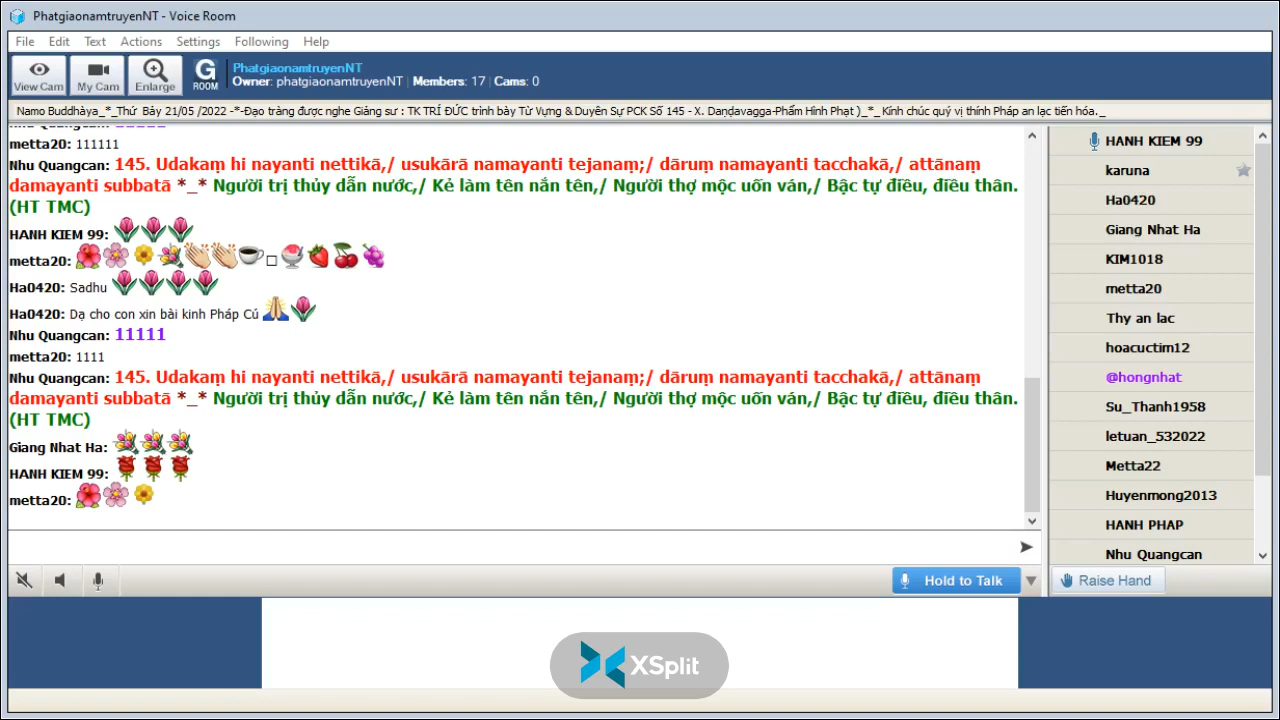 PhatgiaonamtruyenNT - Voice Room
File Edit Text Actions Settings Following Help
View Cam My Cam Enlarge G ROOM
PhatgiaonamtruyenNT
Owner: phatgiaonamtruyenNT | Members: 17 | Cams: 0
Namo Buddhàya_*_Thứ Bảy 21/05 /2022 -*-Đạo tràng được nghe Giảng sư : TK TRÍ ĐỨC trình bày Từ Vựng & Duyên Sự PCK Số 145 - X. Daṇḍavagga-Phẩm Hình Phạt )_*_ Kính chúc quý vị thính Pháp an lạc tiến hóa._
metta20: 111111
Nhu Quangcan: 145. Udakaṃ hi nayanti nettikā,/ usukārā namayanti tejanaṃ;/ dāruṃ namayanti tacchakā,/ attānaṃ
damayanti subbatā *_* Người trị thủy dẫn nước,/ Kẻ làm tên nắn tên,/ Người thợ mộc uốn ván,/ Bậc tự điều, điều thân.
(HT TMC)
HANH KIEM 99:
metta20:
Ha0420: Sadhu
Ha0420: Dạ cho con xin bài kinh Pháp Cú
Nhu Quangcan: 11111
metta20: 1111
Nhu Quangcan: 145. Udakaṃ hi nayanti nettikā,/ usukārā namayanti tejanaṃ;/ dāruṃ namayanti tacchakā,/ attānaṃ
damayanti subbatā *_* Người trị thủy dẫn nước,/ Kẻ làm tên nắn tên,/ Người thợ mộc uốn ván,/ Bậc tự điều, điều thân.
(HT TMC)
Giang Nhat Ha:
HANH KIEM 99:
metta20:
HANH KIEM 99
karuna
Ha0420
Giang Nhat Ha
KIM1018
metta20
Thy an lac
hoacuctim12
@hongnhat
Su_Thanh1958
letuan_532022
Metta22
Huyenmong2013
HANH PHAP
Nhu Quangcan
Hold to Talk
Raise Hand
XSplit